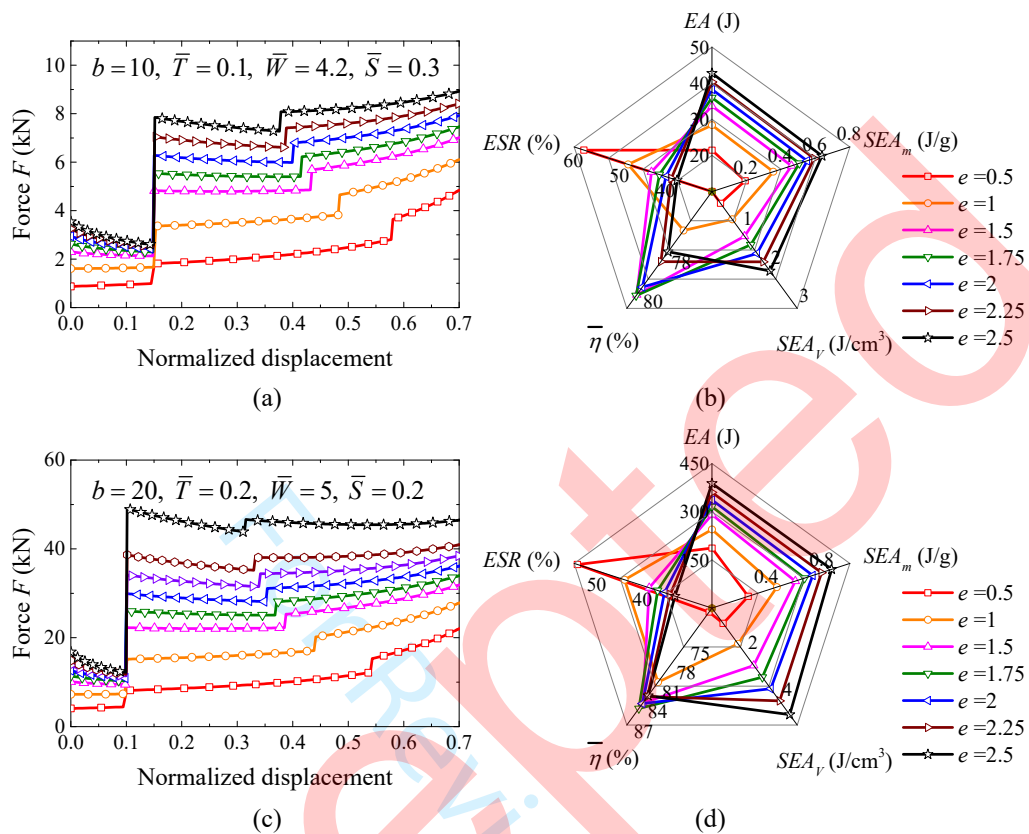 b = 10, T̅ = 0.1, W̅ = 4.2, S̅ = 0.3
10
8
6
4
2
0
Force F (kN)
0.0 0.1 0.2 0.3 0.4 0.5 0.6 0.7
Normalized displacement
(a)
EA (J)
50
40
30
20
ESR (%)
60
50
40
0.2
0.4
0.6
0.8
SEA_m (J/g)
1
2
3
SEA_V (J/cm³)
78
80
η̅ (%)
(b)
e =0.5
e =1
e =1.5
e =1.75
e =2
e =2.25
e =2.5
b = 20, T̅ = 0.2, W̅ = 5, S̅ = 0.2
60
40
20
0
Force F (kN)
0.0 0.1 0.2 0.3 0.4 0.5 0.6 0.7
Normalized displacement
(c)
EA (J)
450
300
ESR (%)
50
40
0.4
0.8
SEA_m (J/g)
2
4
SEA_V (J/cm³)
75
78
81
84
87
η̅ (%)
(d)
e =0.5
e =1
e =1.5
e =1.75
e =2
e =2.25
e =2.5